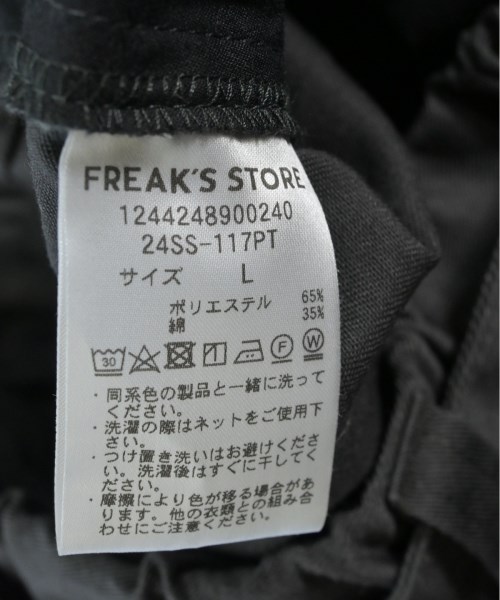 FREAK'S STORE
1244248900240
24SS-117PT
サイズ L
ポリエステル 65%
綿 35%
30 F W
・同系色の製品と一緒に洗って
ください。
・洗濯の際はネットをご使用下
さい。
・つけ置き洗いはお避けくださ
い。洗濯後はすぐに干してく
ださい。
・摩擦により色が移る場合があ
ります。他の衣類との組み合
わせにご注意ください。